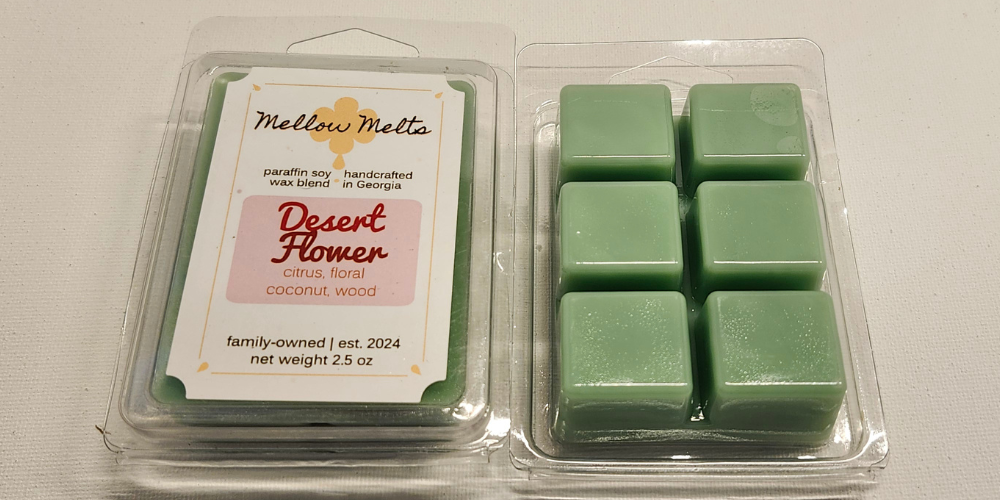 Mellow Melts
paraffin soy handcrafted
wax blend in Georgia
Desert
Flower
citrus, floral
coconut, wood
family-owned | est. 2024
net weight 2.5 oz